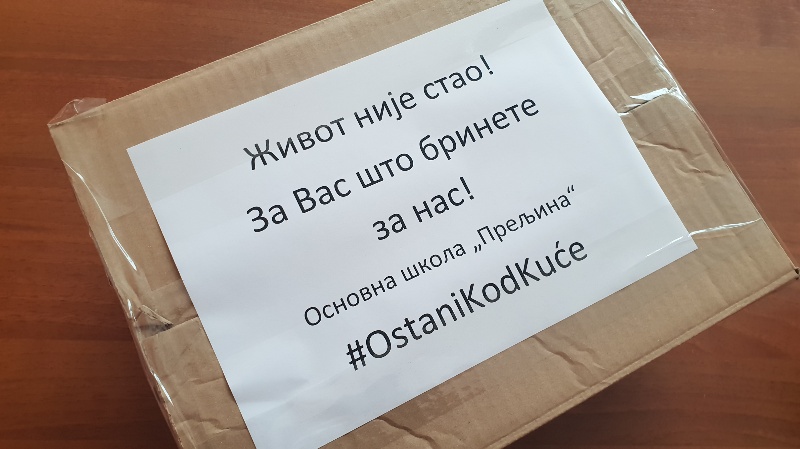 Живот није стао!
За Вас што бринете
за нас!
Основна школа „Прељина“
#OstaniKodKuće